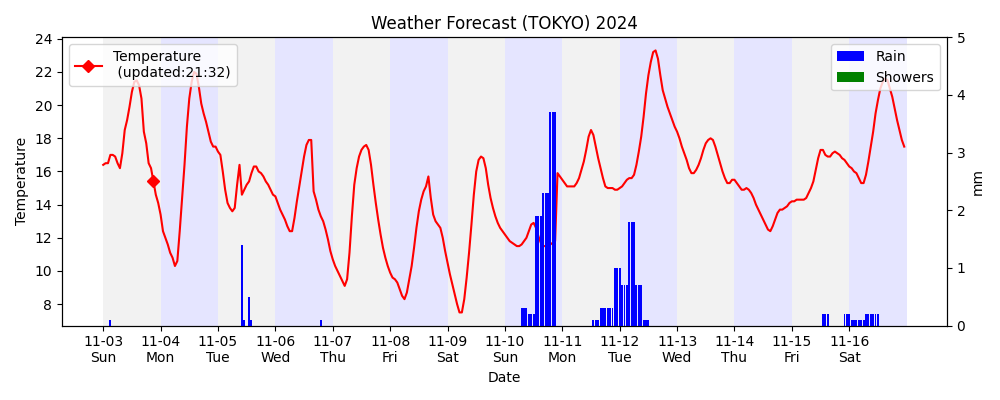 Weather Forecast (TOKYO) 2024
Temperature
(updated:21:32)
Rain
Showers
Temperature
24
22
20
18
16
14
12
10
8
5
4
3
2
1
0
mm
11-03 11-04 11-05 11-06 11-07 11-08 11-09 11-10 11-11 11-12 11-13 11-14 11-15 11-16
Sun Mon Tue Wed Thu Fri Sat Sun Mon Tue Wed Thu Fri Sat
Date